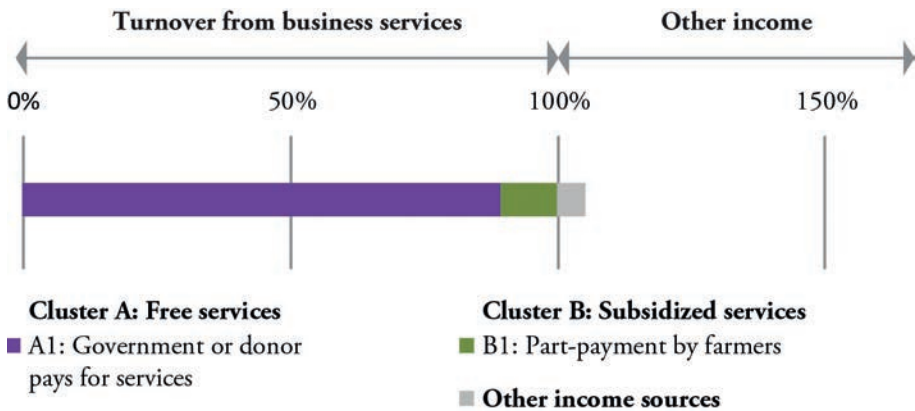 Turnover from business services
Other income
0%
50%
100%
150%
Cluster A: Free services
A1: Government or donor
pays for services
Cluster B: Subsidized services
B1: Part-payment by farmers
Other income sources